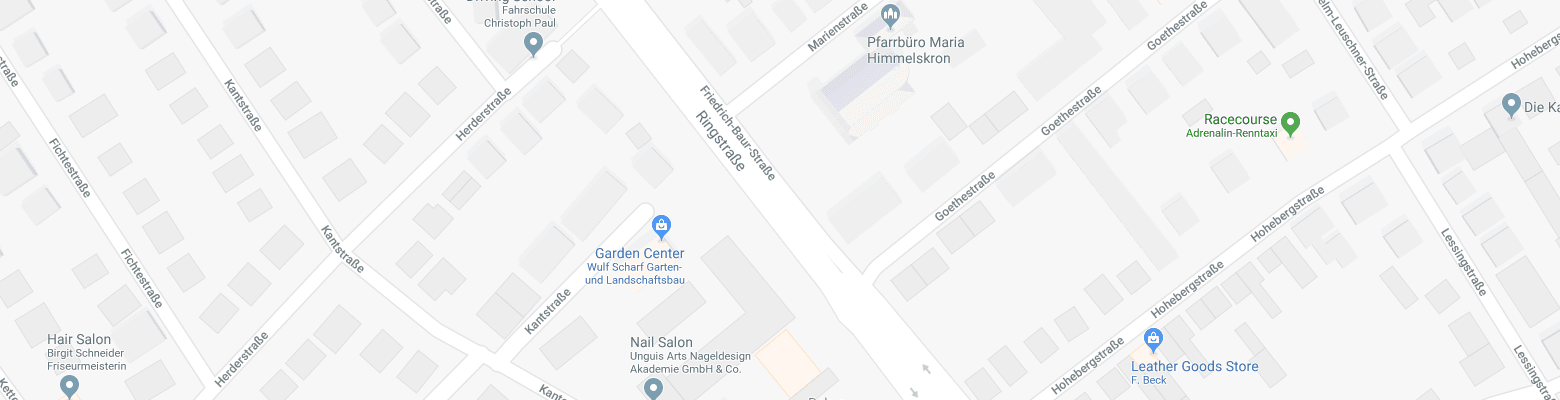 Fahrschule
Christoph Paul
Marienstraße
Pfarrbüro Maria
Himmelskron
Goethestraße
Hohebergstraße
Kantstraße
Herderstraße
Friedrich-Baur-Straße
Ringstraße
Goethestraße
Racecourse
Adrenalin-Renntaxi
Die Ka
Fichtestraße
Goethestraße
Hohebergstraße
Kantstraße
Garden Center
Wulf Scharf Garten-
und Landschaftsbau
Fichtestraße
Lessingstraße
Hohebergstraße
Kantstraße
Hair Salon
Birgit Schneider
Friseurmeisterin
Herderstraße
Nail Salon
Unguis Arts Nageldesign
Akademie GmbH & Co.
Hohebergstraße
Leather Goods Store
F. Beck